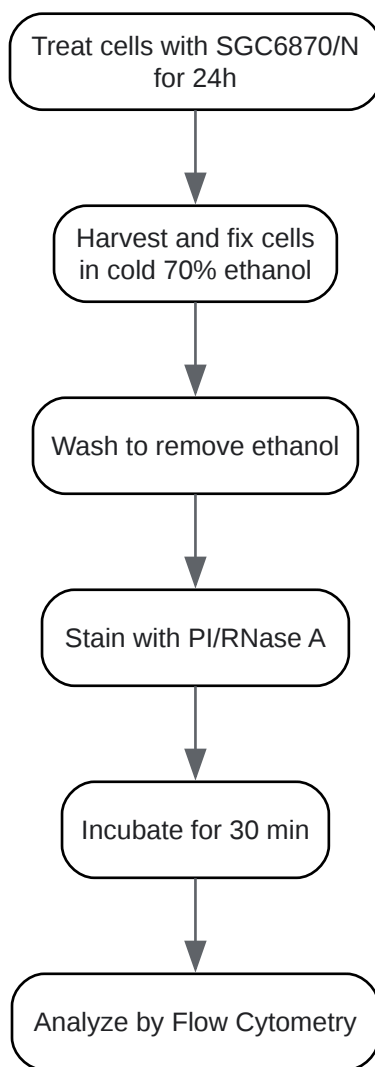 Treat cells with SGC6870/N
for 24h
Harvest and fix cells
in cold 70% ethanol
Wash to remove ethanol
Stain with PI/RNase A
Incubate for 30 min
Analyze by Flow Cytometry